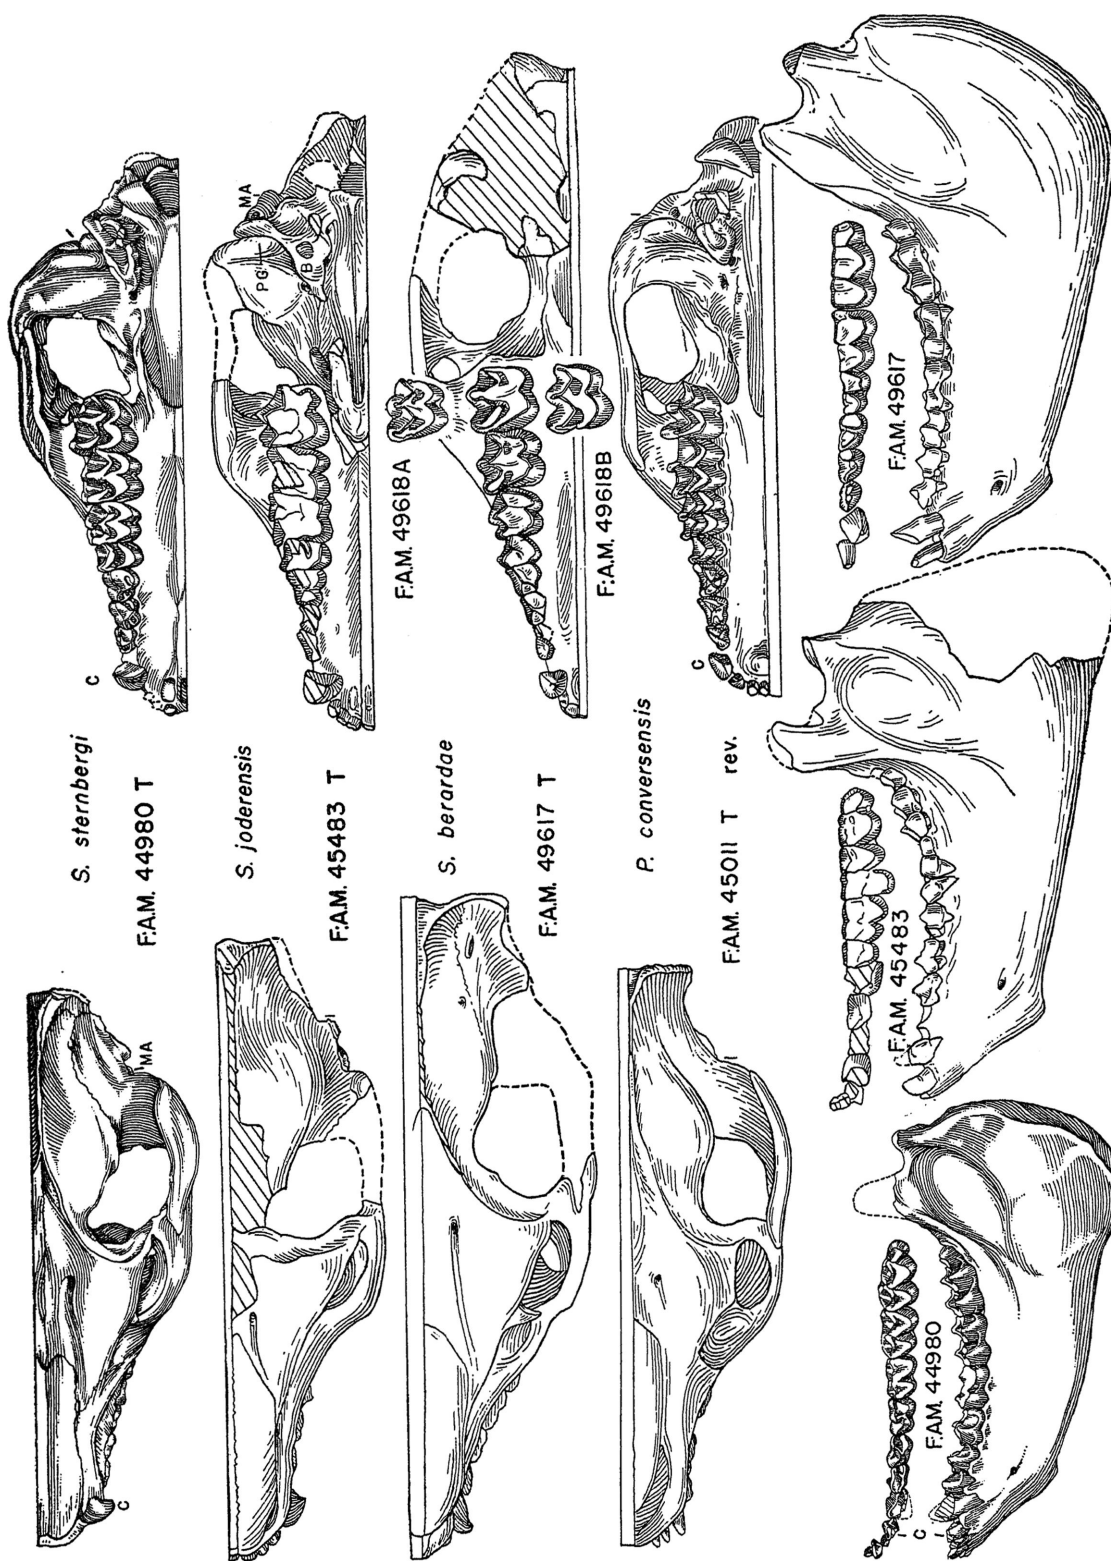 S. sternbergi
F:A.M. 44980 T
C
MA
C
S. joderensis
F:A.M. 45483 T
PG
MA
B
S. berardae
F:A.M. 49617 T
F:A.M. 49618A
F:A.M. 49618B
P. conversensis
F:A.M. 45011 T rev.
C
F:A.M. 44980
C
F:A.M. 45483
F:A.M. 49617